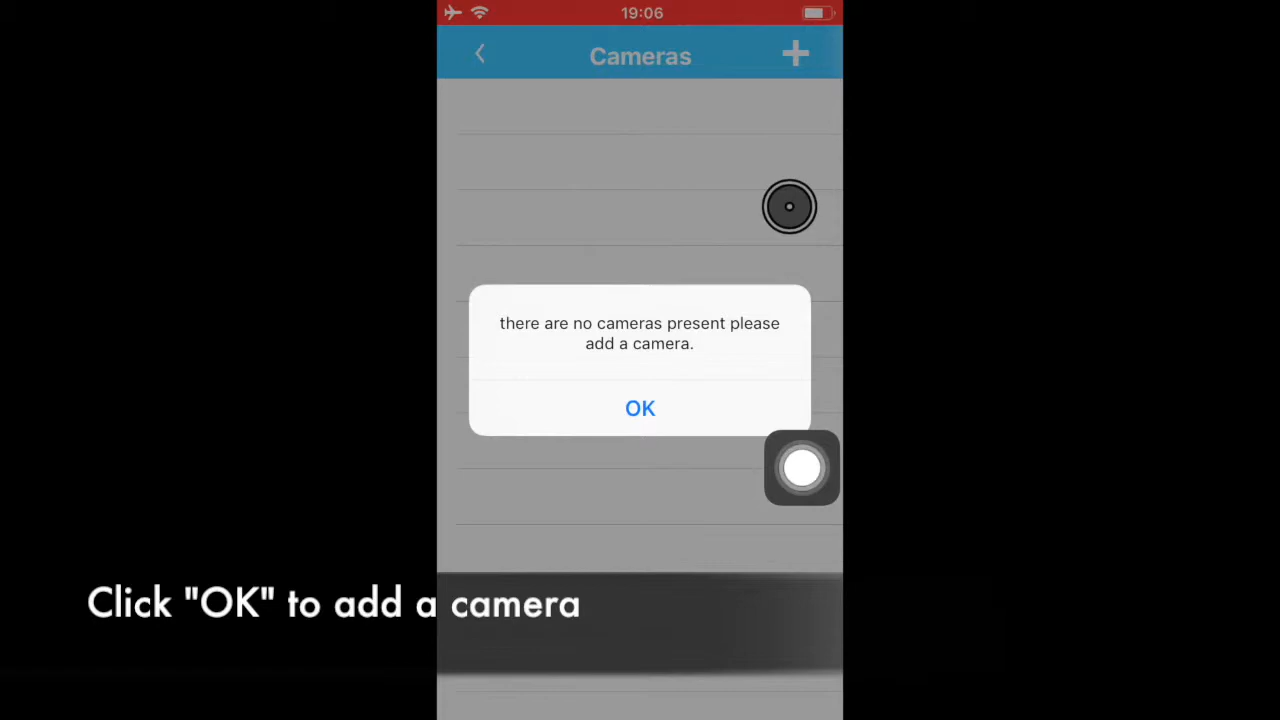 19:06
Cameras
there are no cameras present please
add a camera.
OK
Click "OK" to add a camera